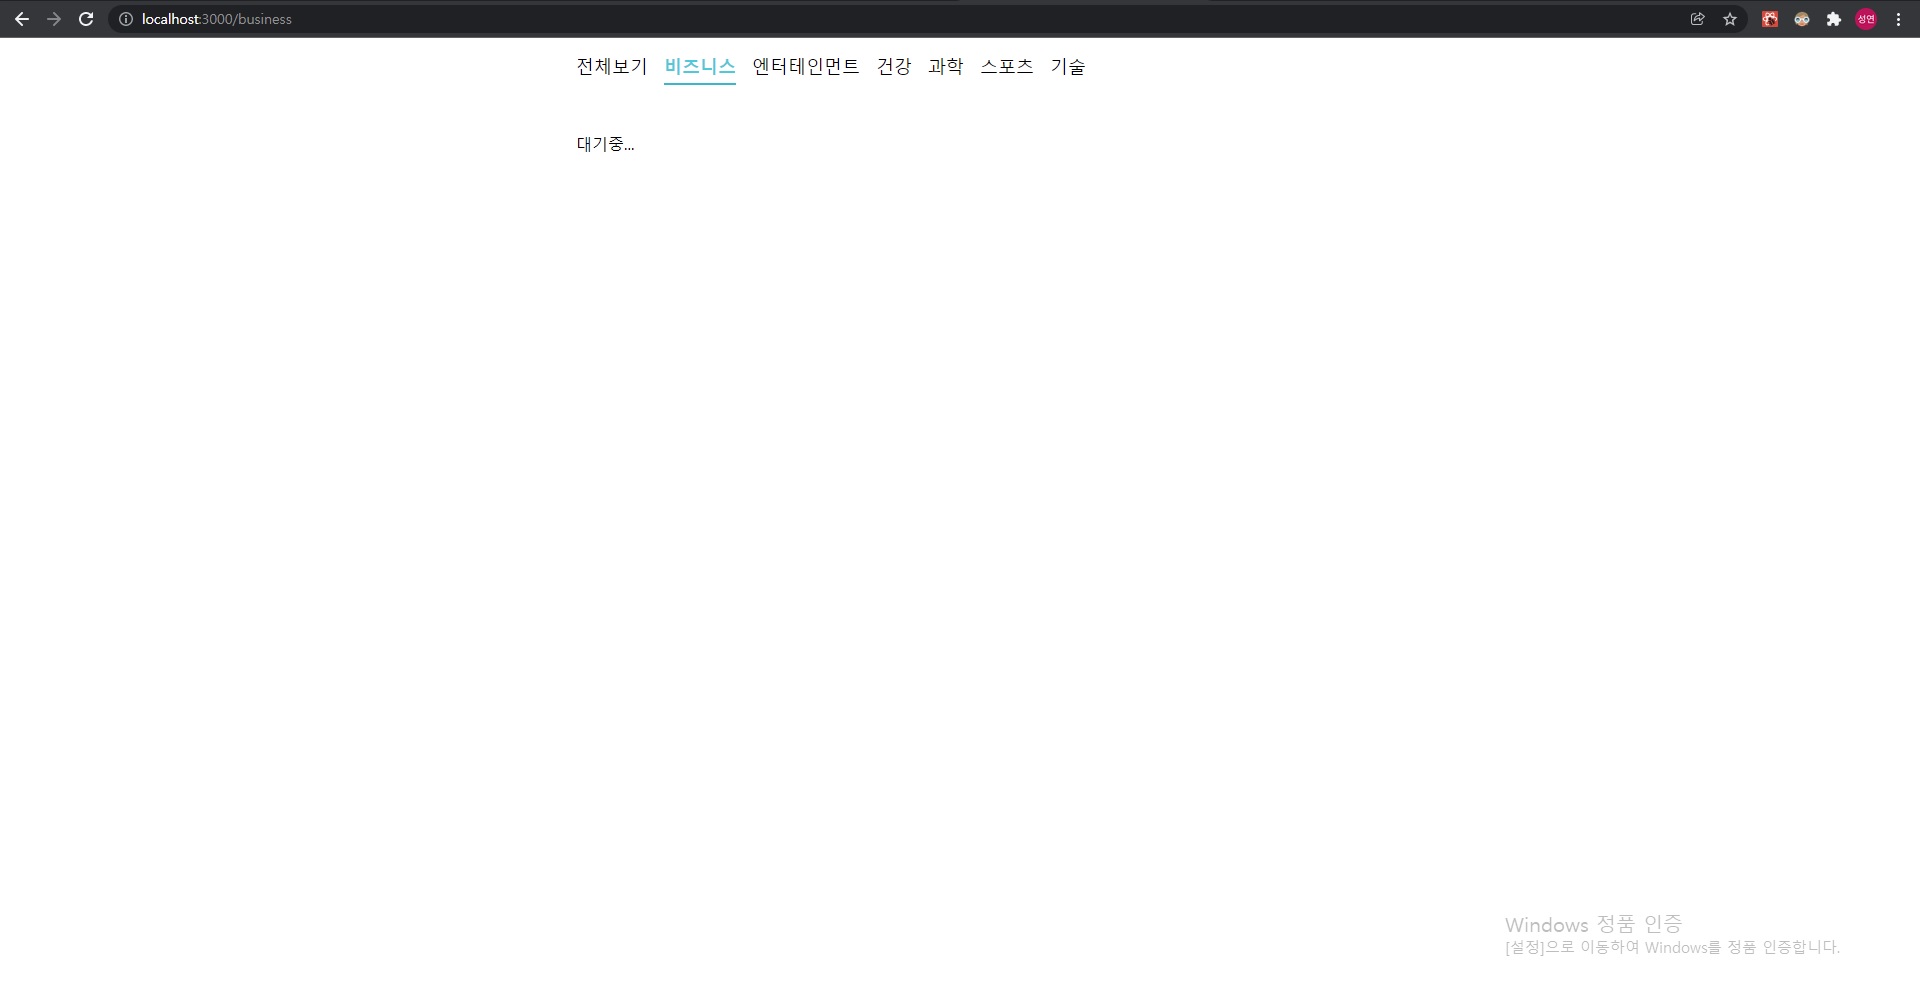 localhost:3000/business
성연
전체보기 비즈니스 엔터테인먼트 건강 과학 스포츠 기술
대기중...
Windows 정품 인증
[설정]으로 이동하여 Windows를 정품 인증합니다.